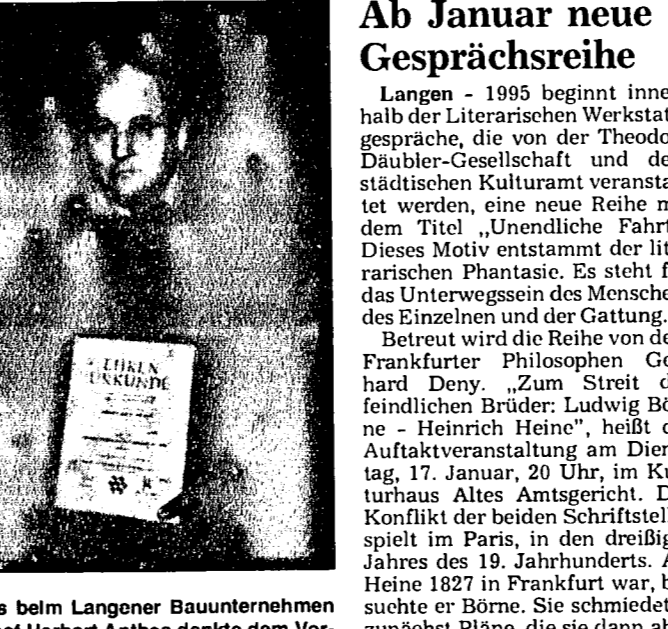 EHREN
URKUNDE
s beim Langener Bauunternehmen
Herbert Anthes dankte dem Vor-
Ab Januar neue
Gesprächsreihe
Langen - 1995 beginnt inne
halb der Literarischen Werkstat
gespräche, die von der Theodo
Däubler-Gesellschaft und de
städtischen Kulturamt veransta
tet werden, eine neue Reihe m
dem Titel „Unendliche Fahrt
Dieses Motiv entstammt der lit
rarischen Phantasie. Es steht f
das Unterwegssein des Mensche
des Einzelnen und der Gattung.
Betreut wird die Reihe von de
Frankfurter Philosophen Ge
hard Deny. „Zum Streit d
feindlichen Brüder: Ludwig Bö
ne - Heinrich Heine”, heißt d
Auftaktveranstaltung am Dien
tag, 17. Januar, 20 Uhr, im Ku
turhaus Altes Amtsgericht. D
Konflikt der beiden Schriftstell
spielt im Paris, in den dreißig
Jahres des 19. Jahrhunderts. A
Heine 1827 in Frankfurt war, b
suchte er Börne. Sie schmiedet
zunächst Pläne, die sie dann ab